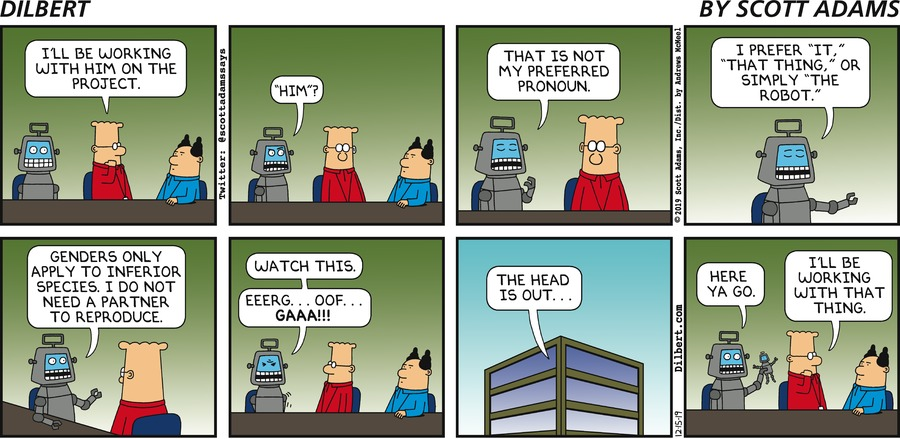 DILBERT
BY SCOTT ADAMS
I'LL BE WORKING
WITH HIM ON THE
PROJECT.
Twitter: @scottadamssays
"HIM"?
THAT IS NOT
MY PREFERRED
PRONOUN.
©2019 Scott Adams, Inc./Dist. by Andrews McMeel
I PREFER "IT,"
"THAT THING," OR
SIMPLY "THE
ROBOT."
GENDERS ONLY
APPLY TO INFERIOR
SPECIES. I DO NOT
NEED A PARTNER
TO REPRODUCE.
WATCH THIS.
EEERG... OOF...
GAAA!!!
THE HEAD
IS OUT...
12-15-19
Dilbert.com
HERE
YA GO.
I'LL BE
WORKING
WITH THAT
THING.